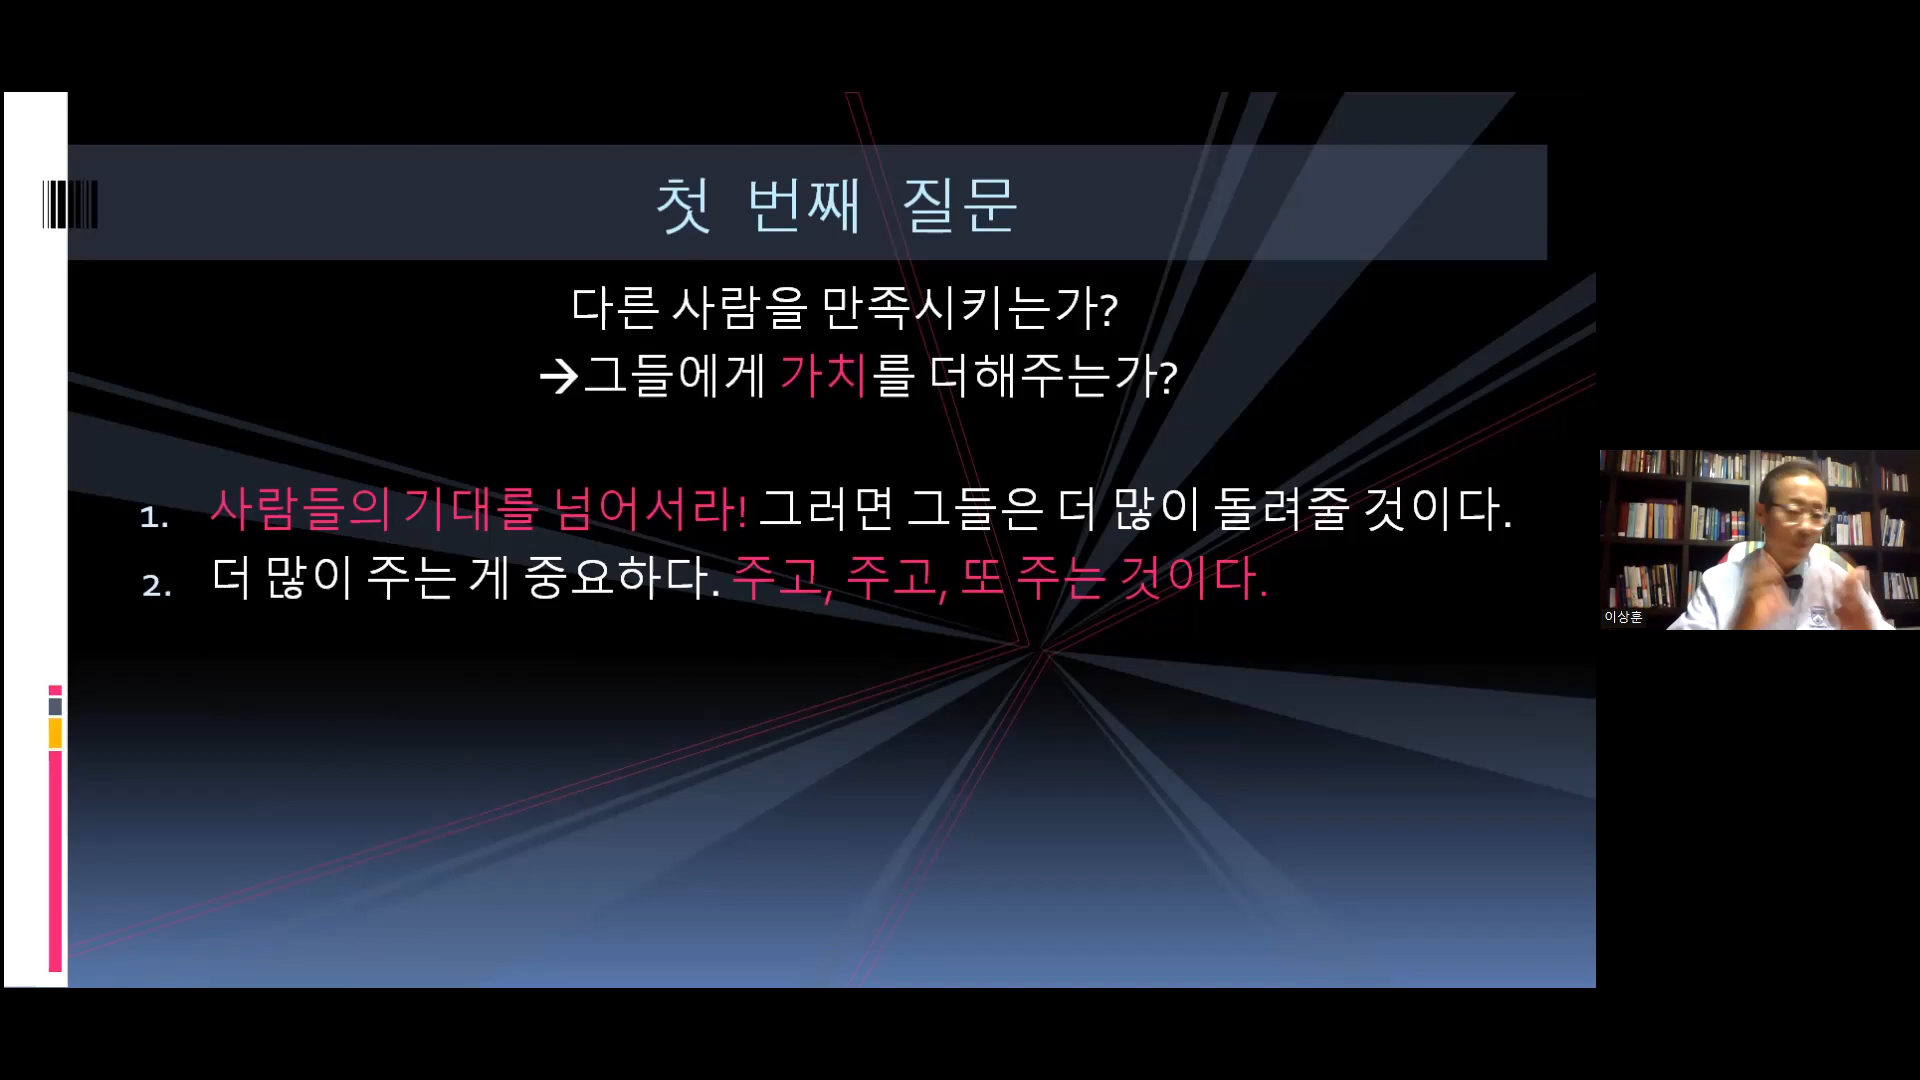 첫 번째 질문
다른 사람을 만족시키는가?
→그들에게 가치를 더해주는가?
1. 사람들의 기대를 넘어서라! 그러면 그들은 더 많이 돌려줄 것이다.
2. 더 많이 주는 게 중요하다. 주고, 주고, 또 주는 것이다.
이상훈